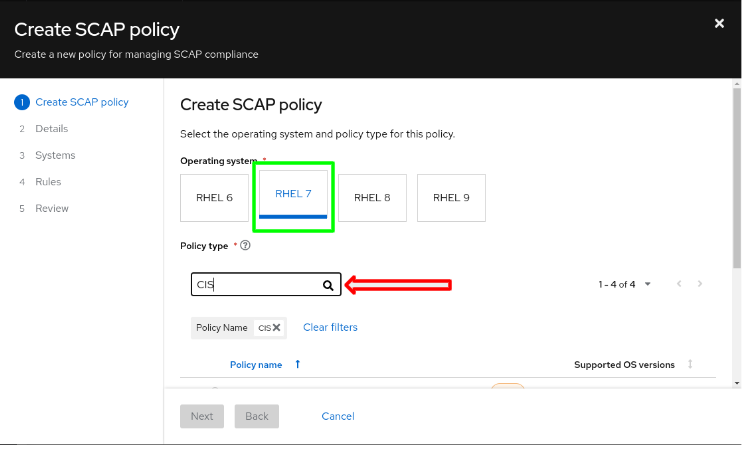 Create SCAP policy
Create a new policy for managing SCAP compliance
1 Create SCAP policy
2 Details
3 Systems
4 Rules
5 Review
Create SCAP policy
Select the operating system and policy type for this policy.
Operating system *
RHEL 6
RHEL 7
RHEL 8
RHEL 9
Policy type *
CIS
1 - 4 of 4
Policy Name CIS
Clear filters
Policy name
Supported OS versions
Next
Back
Cancel